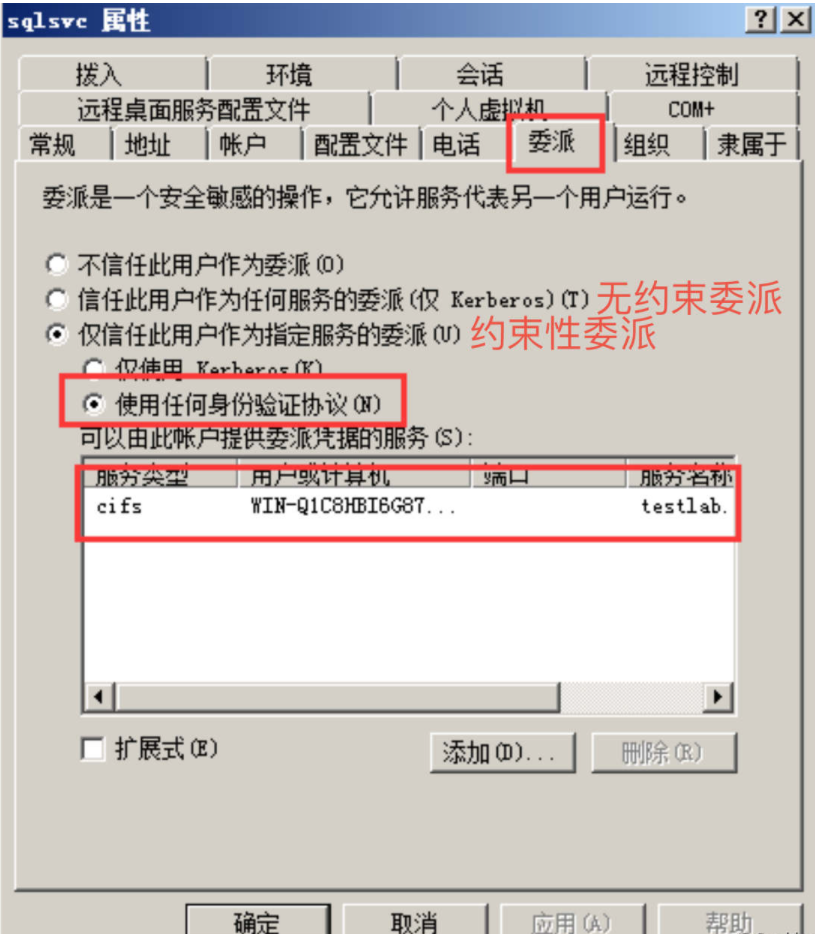 sqlsvc 属性
拨入 环境 会话 远程控制
远程桌面服务配置文件 个人虚拟机 COM+
常规 地址 帐户 配置文件 电话 委派 组织 隶属于
委派是一个安全敏感的操作，它允许服务代表另一个用户运行。
不信任此用户作为委派(O)
信任此用户作为任何服务的委派(仅 Kerberos)(T) 无约束委派
仅信任此用户作为指定服务的委派(U) 约束性委派
仅使用 Kerberos(K)
使用任何身份验证协议(N)
可以由此帐户提供委派凭据的服务(S):
服务类型 用户或计算机 端口 服务名称
cifs WIN-Q1C8HBI6G87... testlab.
扩展式(E) 添加(D)... 删除(R)
确定 取消 应用(A) 帮助